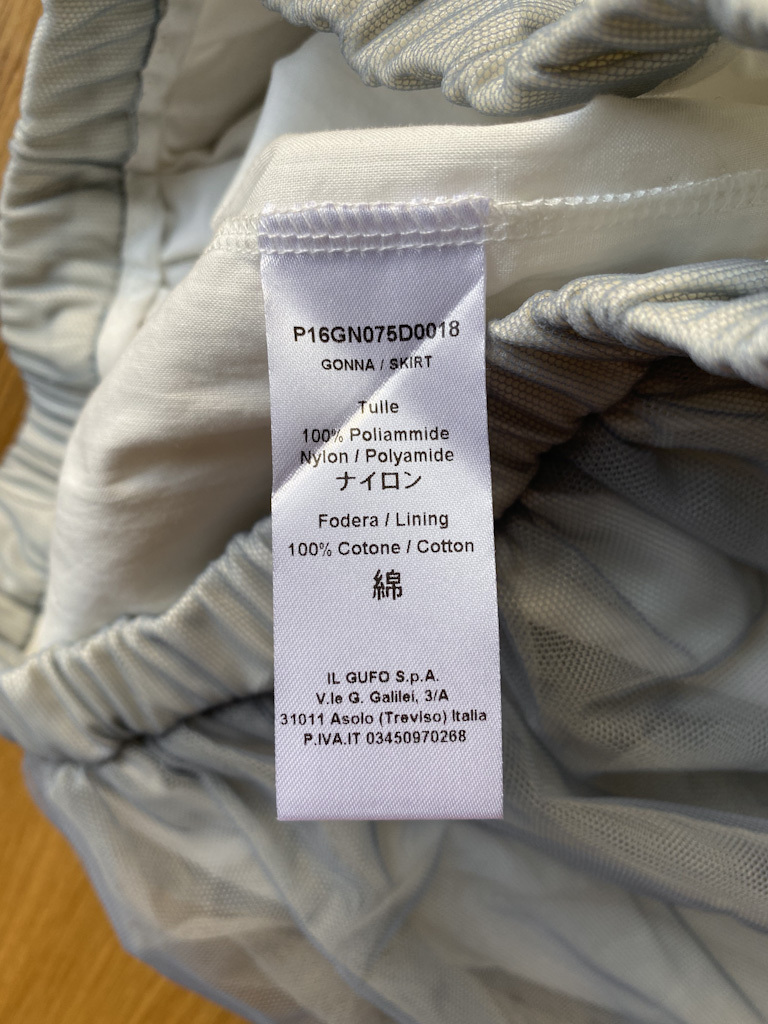 P16GN075D0018
GONNA / SKIRT
Tulle
100% Poliammide
Nylon / Polyamide
ナイロン
Fodera / Lining
100% Cotone / Cotton
綿
IL GUFO S.p.A.
V.le G. Galilei, 3/A
31011 Asolo (Treviso) Italia
P.IVA.IT 03450970268